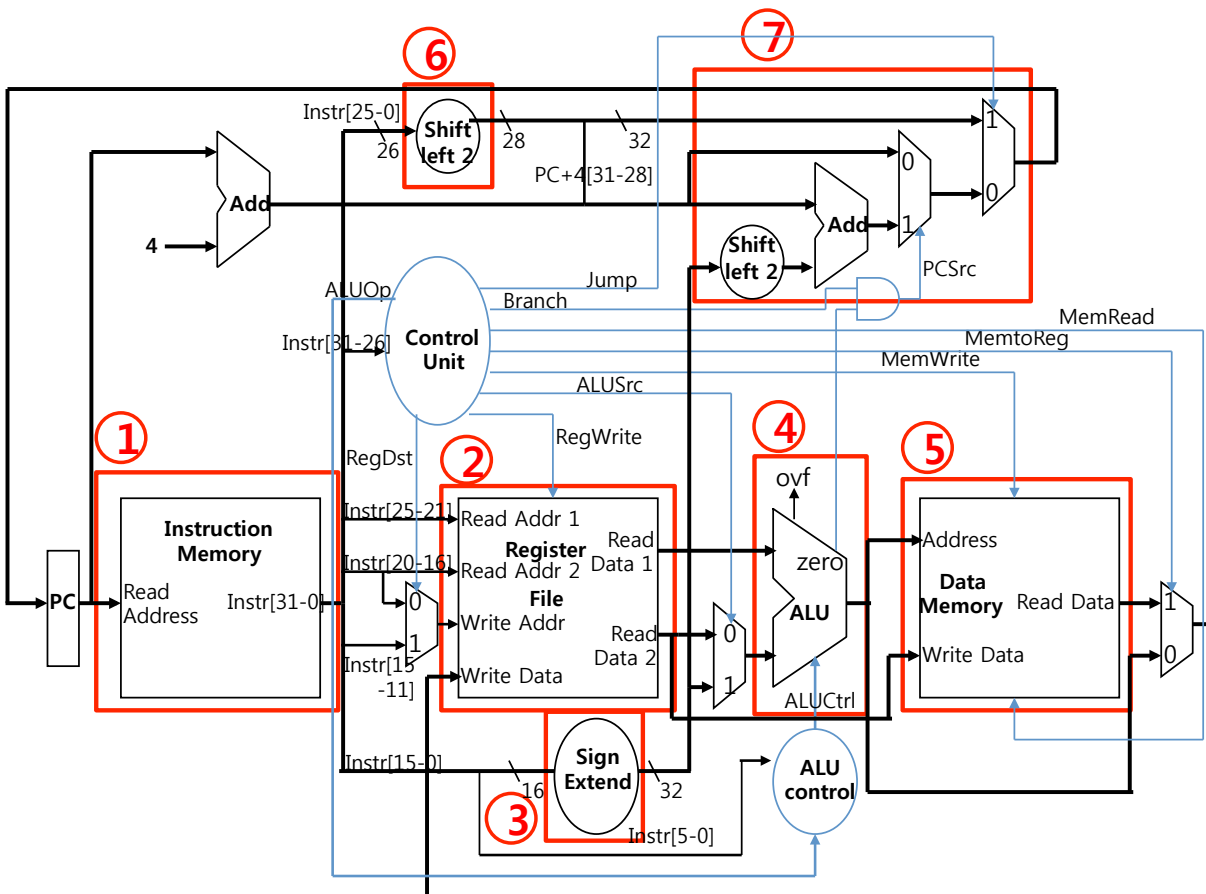 ⑥
⑦
Instr[25-0]
Shift
left 2
26
28
32
1
0
PC+4[31-28]
0
Add
4
1
Add
Shift
left 2
PCSrc
Jump
ALUOp
Branch
Control
Unit
Instr[31-26]
MemRead
MemtoReg
MemWrite
ALUSrc
RegWrite
RegDst
①
②
④
⑤
ovf
Instruction
Memory
Instr[25-21]
Read Addr 1
Register
File
Read
Data 1
Instr[20-16]
Read Addr 2
zero
ALU
Address
Data
Memory
PC
Read
Address
Instr[31-0]
0
1
Write Addr
Read
Data 2
0
1
Read Data
1
0
Write Data
Instr[15
-11]
Write Data
ALUCtrl
Instr[15-0]
16
Sign
Extend
32
③
ALU
control
Instr[5-0]